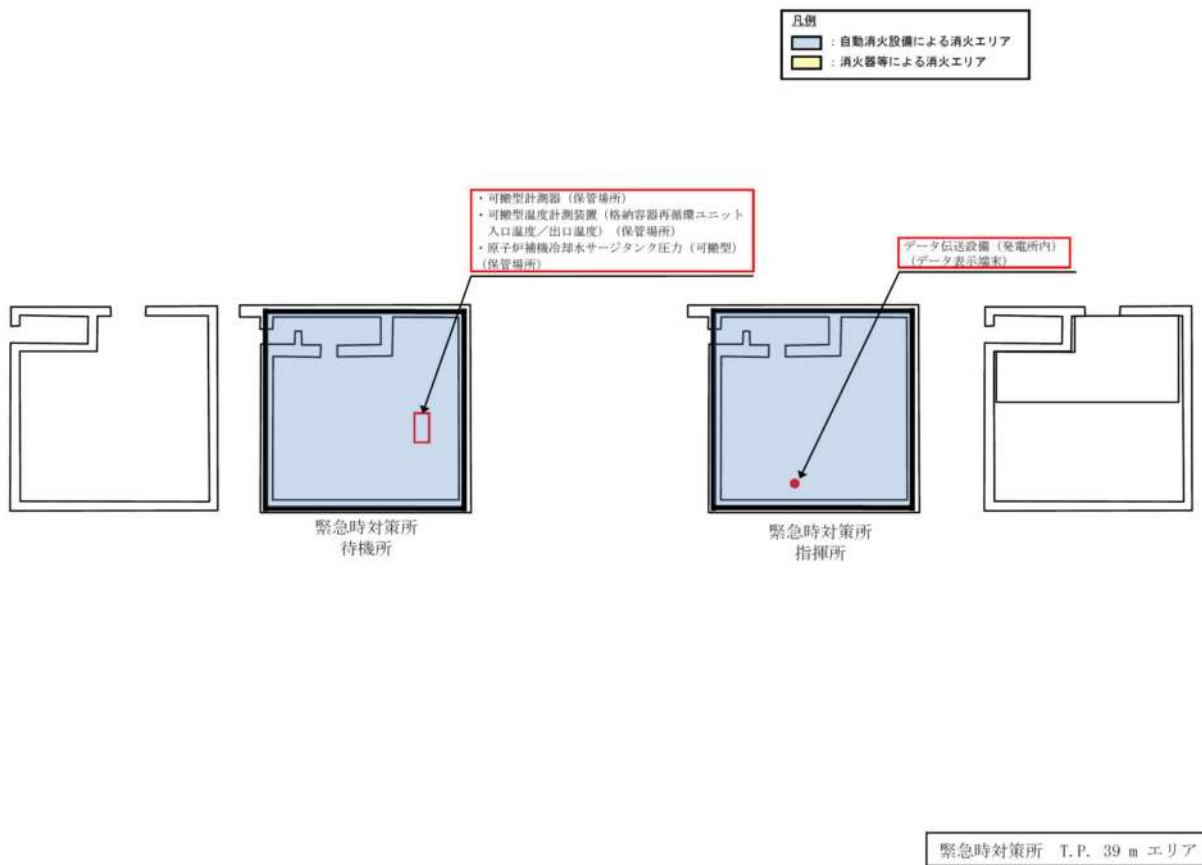 凡例
：自動消火設備による消火エリア
：消火器等による消火エリア
・可搬型計測器（保管場所）
・可搬型温度計測装置（格納容器再循環ユニット
入口温度／出口温度）（保管場所）
・原子炉補機冷却水サージタンク圧力（可搬型）
（保管場所）
データ伝送設備（発電所内）
（データ表示端末）
緊急時対策所
待機所
緊急時対策所
指揮所
緊急時対策所 T.P. 39 m エリア